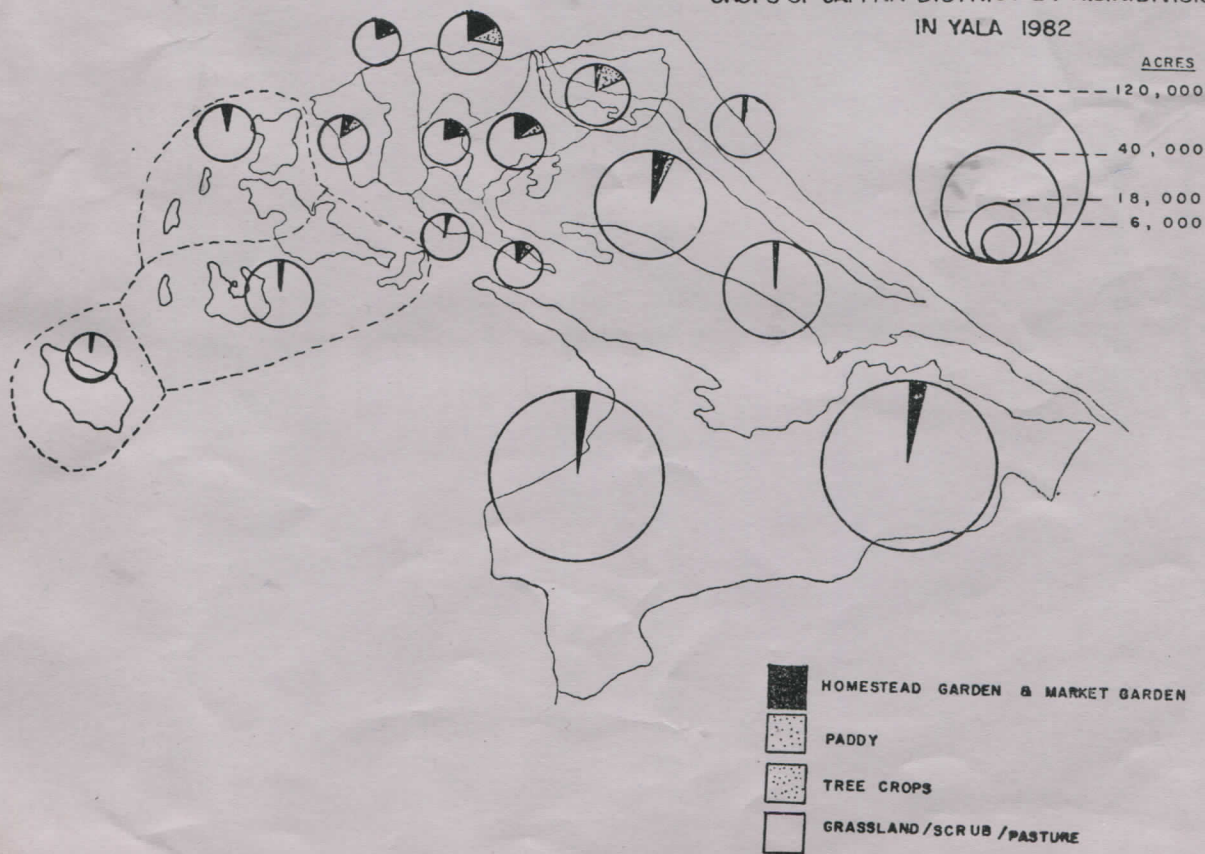 IN YALA 1982
ACRES
120,000
40,000
18,000
6,000
HOMESTEAD GARDEN & MARKET GARDEN
PADDY
TREE CROPS
GRASSLAND/SCRUB/PASTURE